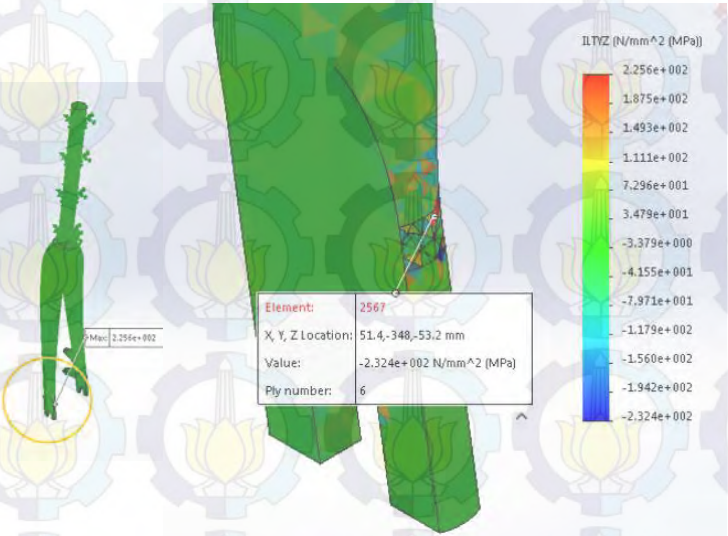 ILTYZ (N/mm^2 (MPa))
2.256e+002
1.875e+002
1.493e+002
1.111e+002
7.296e+001
3.479e+001
-3.379e+000
-4.155e+001
-7.971e+001
-1.179e+002
-1.560e+002
-1.942e+002
-2.324e+002
Max: 2.256e+002
Element: 2567
X, Y, Z Location: 51.4,-348,-53.2 mm
Value: -2.324e+002 N/mm^2 (MPa)
Ply number: 6